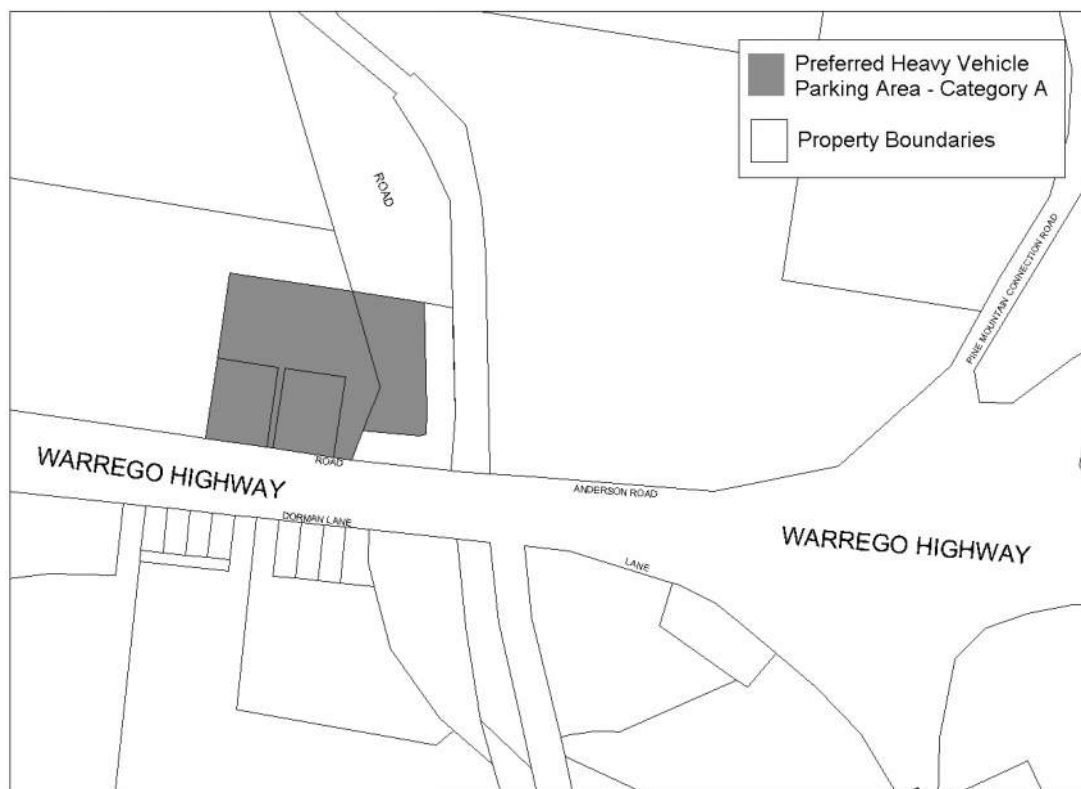 Preferred Heavy Vehicle
Parking Area - Category A
Property Boundaries
ROAD
PINE MOUNTAIN CONNECTION ROAD
ROAD
WARREGO HIGHWAY
ANDERSON ROAD
DORMAN LANE
WARREGO HIGHWAY
LANE